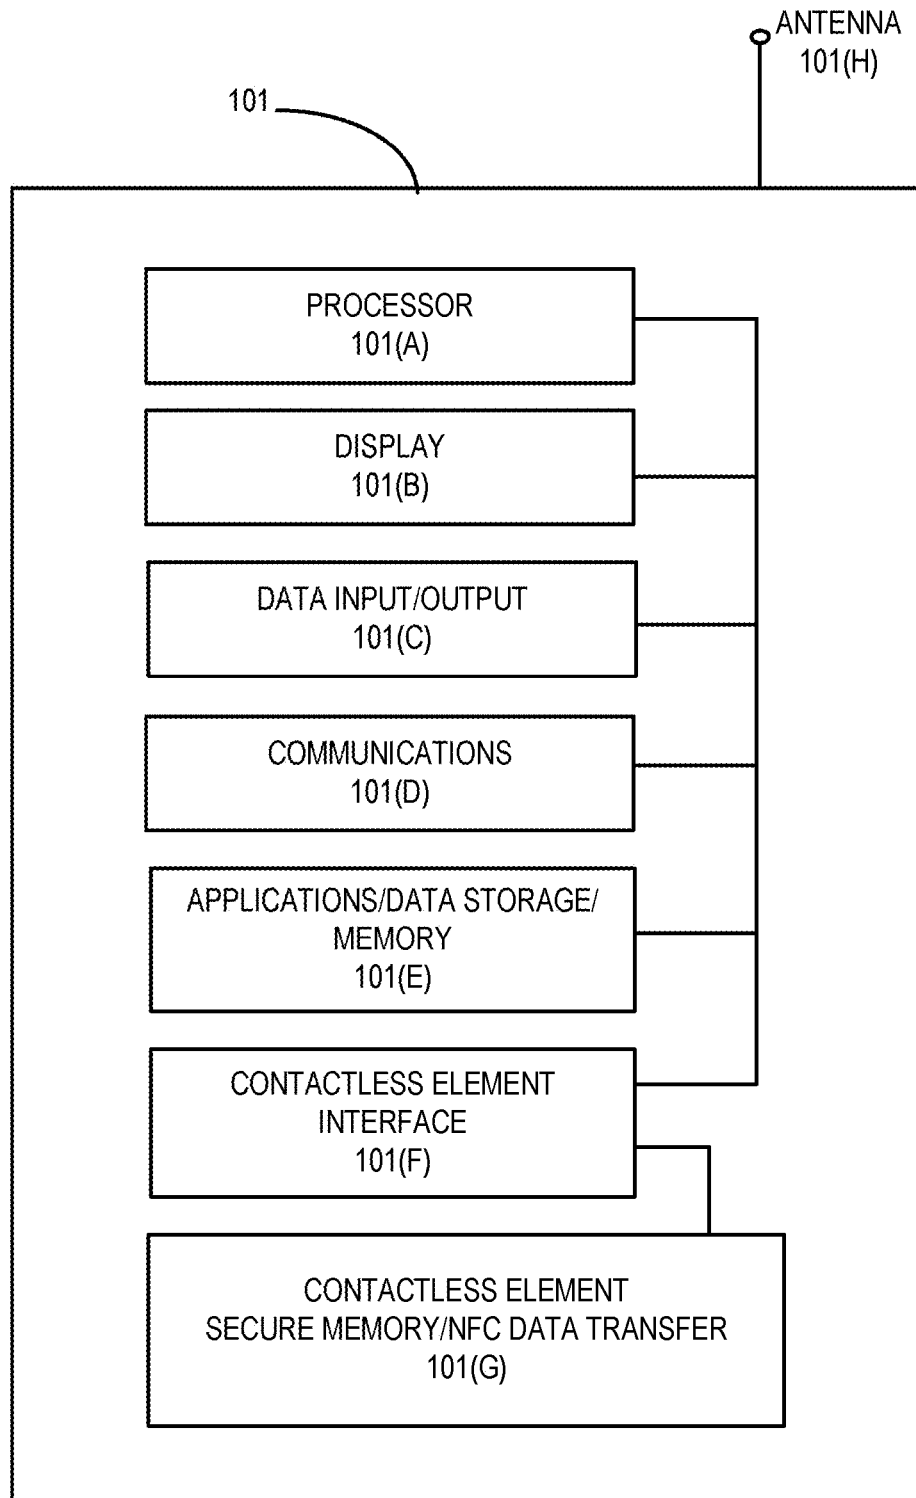 ANTENNA
101(H)
101
PROCESSOR
101(A)
DISPLAY
101(B)
DATA INPUT/OUTPUT
101(C)
COMMUNICATIONS
101(D)
APPLICATIONS/DATA STORAGE/
MEMORY
101(E)
CONTACTLESS ELEMENT
INTERFACE
101(F)
CONTACTLESS ELEMENT
SECURE MEMORY/NFC DATA TRANSFER
101(G)